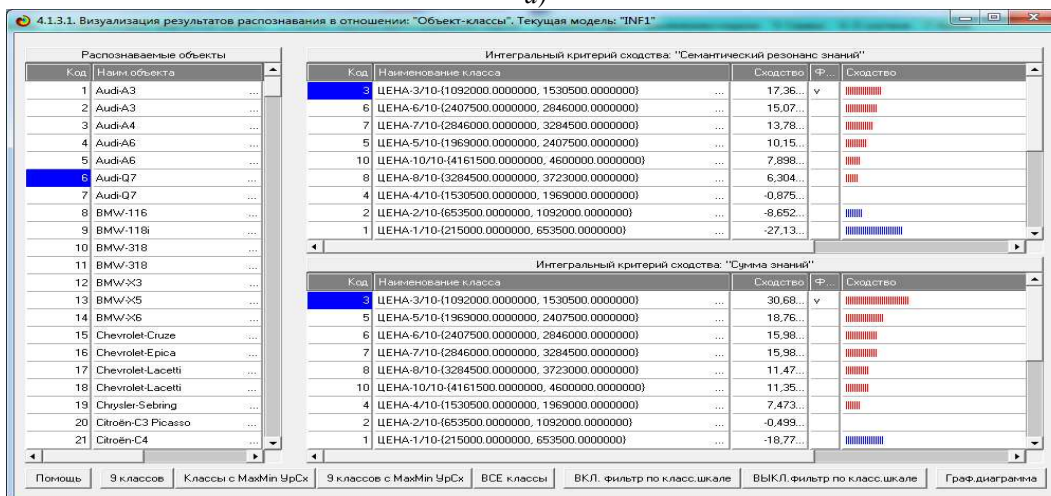 а)
4.1.3.1. Визуализация результатов распознавания в отношении: "Объект-классы". Текущая модель: "INF1"
Распознаваемые объекты
Код Наим.объекта
1 Audi-A3 ...
2 Audi-A3 ...
3 Audi-A4 ...
4 Audi-A6 ...
5 Audi-A6 ...
6 Audi-Q7 ...
7 Audi-Q7 ...
8 BMW-116 ...
9 BMW-118i ...
10 BMW-318 ...
11 BMW-318 ...
12 BMW-X3 ...
13 BMW-X5 ...
14 BMW-X6 ...
15 Chevrolet-Cruze ...
16 Chevrolet-Epica ...
17 Chevrolet-Lacetti ...
18 Chevrolet-Lacetti ...
19 Chrysler-Sebring ...
20 Citroën-C3 Picasso ...
21 Citroën-C4 ...
Интегральный критерий сходства: "Семантический резонанс знаний"
Код Наименование класса Сходство Ф... Сходство
3 ЦЕНА-3/10-{1092000.0000000, 1530500.0000000} ... 17,36... v
6 ЦЕНА-6/10-{2407500.0000000, 2846000.0000000} ... 15,07...
7 ЦЕНА-7/10-{2846000.0000000, 3284500.0000000} ... 13,78...
5 ЦЕНА-5/10-{1969000.0000000, 2407500.0000000} ... 10,15...
10 ЦЕНА-10/10-{4161500.0000000, 4600000.0000000} ... 7,898...
8 ЦЕНА-8/10-{3284500.0000000, 3723000.0000000} ... 6,304...
4 ЦЕНА-4/10-{1530500.0000000, 1969000.0000000} ... -0,875...
2 ЦЕНА-2/10-{653500.0000000, 1092000.0000000} ... -8,652...
1 ЦЕНА-1/10-{215000.0000000, 653500.0000000} ... -27,13...
Интегральный критерий сходства: "Сумма знаний"
Код Наименование класса Сходство Ф... Сходство
3 ЦЕНА-3/10-{1092000.0000000, 1530500.0000000} ... 30,68... v
5 ЦЕНА-5/10-{1969000.0000000, 2407500.0000000} ... 18,76...
6 ЦЕНА-6/10-{2407500.0000000, 2846000.0000000} ... 15,98...
7 ЦЕНА-7/10-{2846000.0000000, 3284500.0000000} ... 15,98...
8 ЦЕНА-8/10-{3284500.0000000, 3723000.0000000} ... 11,47...
10 ЦЕНА-10/10-{4161500.0000000, 4600000.0000000} ... 11,35...
4 ЦЕНА-4/10-{1530500.0000000, 1969000.0000000} ... 7,473...
2 ЦЕНА-2/10-{653500.0000000, 1092000.0000000} ... -0,499...
1 ЦЕНА-1/10-{215000.0000000, 653500.0000000} ... -18,77...
Помощь 9 классов Классы с MaxMin УрСх 9 классов с MaxMin УрСх ВСЕ классы ВКЛ. фильтр по класс.шкале ВЫКЛ.фильтр по класс.шкале Граф.диаграмма